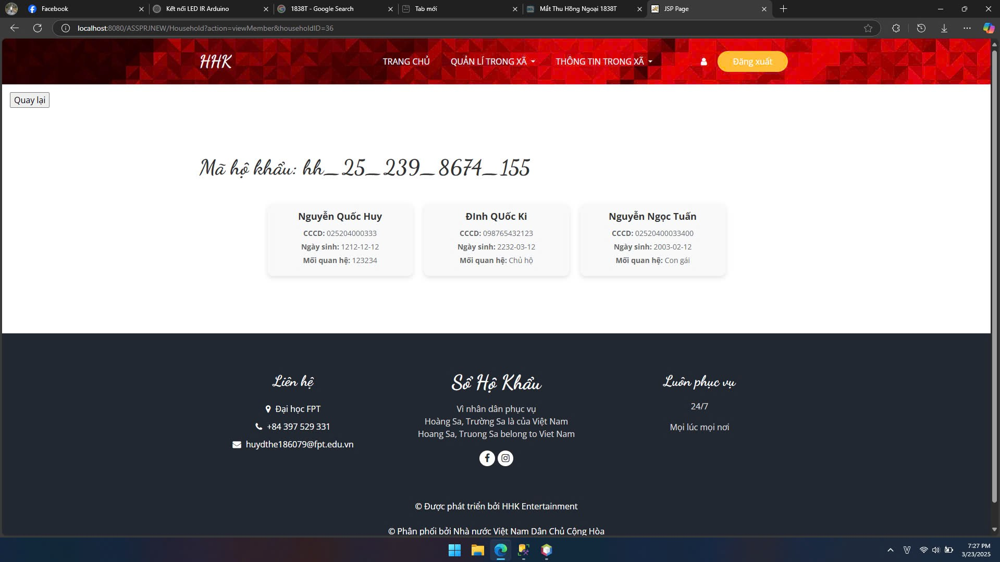 Facebook
Kết nối LED IR Arduino
1838T - Google Search
Tab mới
Mắt Thu Hồng Ngoại 1838T
JSP Page
localhost:8080/ASSPRJNEW/Household?action=viewMember&householdID=36
HHK
TRANG CHỦ
QUẢN LÍ TRONG XÃ
THÔNG TIN TRONG XÃ
Đăng xuất
Quay lại
Mã hộ khẩu: hh_25_239_8674_155
Nguyễn Quốc Huy
CCCD: 025204000333
Ngày sinh: 1212-12-12
Mối quan hệ: 123234
ĐInh QUốc Ki
CCCD: 098765432123
Ngày sinh: 2232-03-12
Mối quan hệ: Chủ hộ
Nguyễn Ngọc Tuấn
CCCD: 02520400033400
Ngày sinh: 2003-02-12
Mối quan hệ: Con gái
Liên hệ
Đại học FPT
+84 397 529 331
huydthe186079@fpt.edu.vn
Sổ Hộ Khẩu
Vì nhân dân phục vụ
Hoàng Sa, Trường Sa là của Việt Nam
Hoang Sa, Truong Sa belong to Viet Nam
Luôn phục vụ
24/7
Mọi lúc mọi nơi
© Được phát triển bởi HHK Entertainment
© Phân phối bởi Nhà nước Việt Nam Dân Chủ Cộng Hòa
V
7:27 PM
3/23/2025